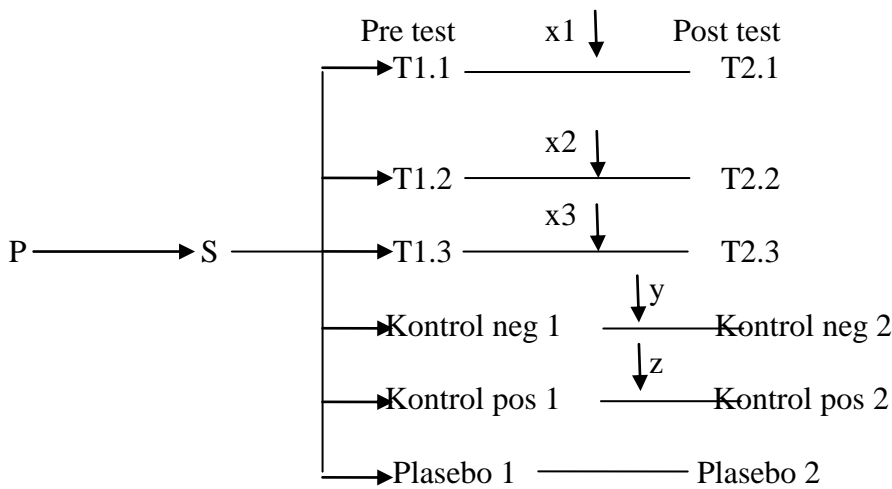 Pre test x1 Post test
T1.1 T2.1
x2
T1.2 T2.2
x3
P S T1.3 T2.3
y
Kontrol neg 1 Kontrol neg 2
z
Kontrol pos 1 Kontrol pos 2
Plasebo 1 Plasebo 2